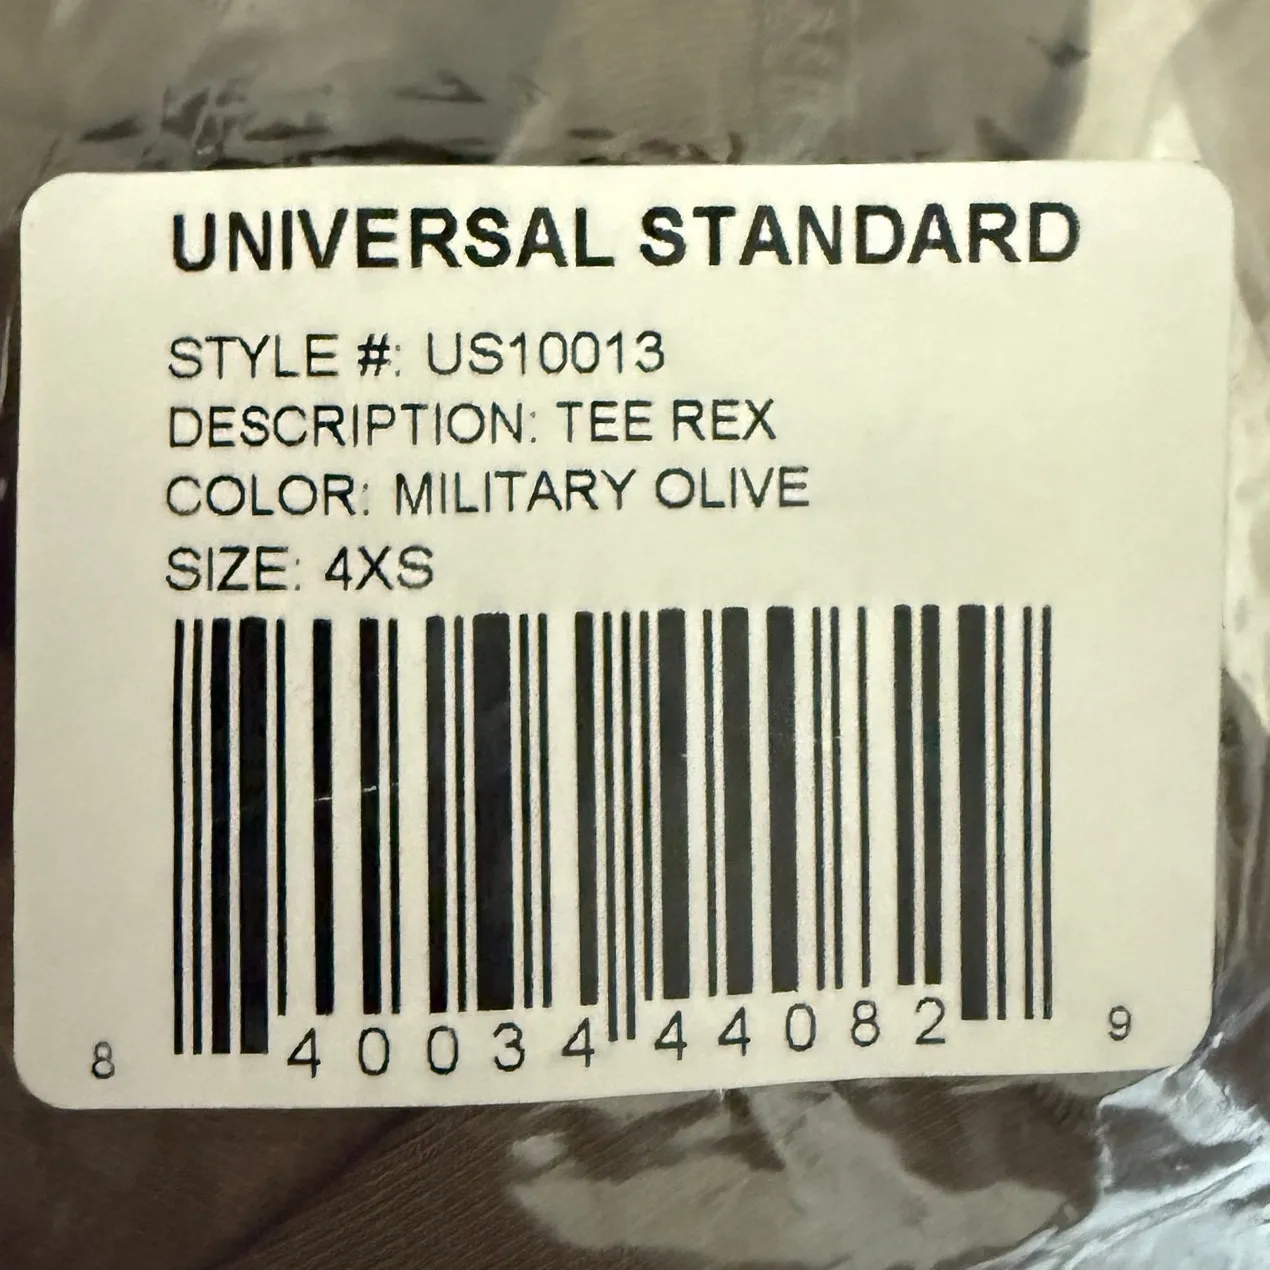 UNIVERSAL STANDARD
STYLE #: US10013
DESCRIPTION: TEE REX
COLOR: MILITARY OLIVE
SIZE: 4XS
8 40034 44082 9